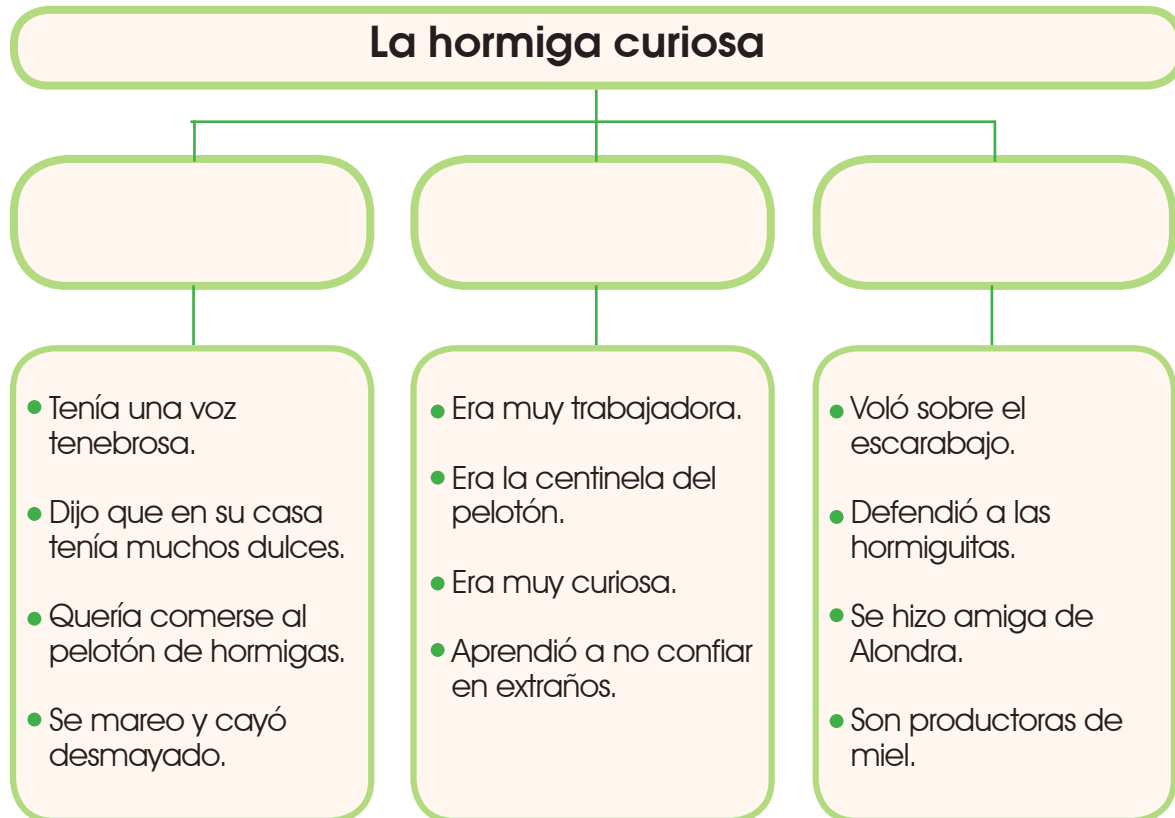 La hormiga curiosa
• Tenía una voz
tenebrosa.
• Dijo que en su casa
tenía muchos dulces.
• Quería comerse al
pelotón de hormigas.
• Se mareo y cayó
desmayado.
• Era muy trabajadora.
• Era la centinela del
pelotón.
• Era muy curiosa.
• Aprendió a no confiar
en extraños.
• Voló sobre el
escarabajo.
• Defendió a las
hormiguitas.
• Se hizo amiga de
Alondra.
• Son productoras de
miel.